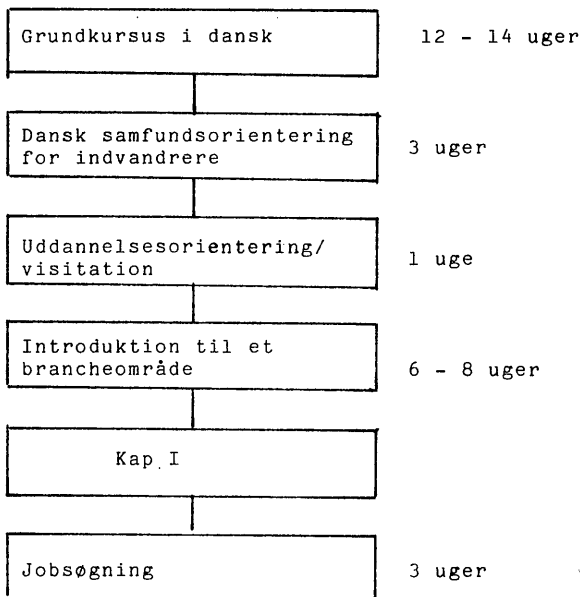 Grundkursus i dansk 12 - 14 uger
Dansk samfundsorientering
for indvandrere 3 uger
Uddannelsesorientering/
visitation 1 uge
Introduktion til et
brancheområde 6 - 8 uger
Kap. I
Jobsøgning 3 uger